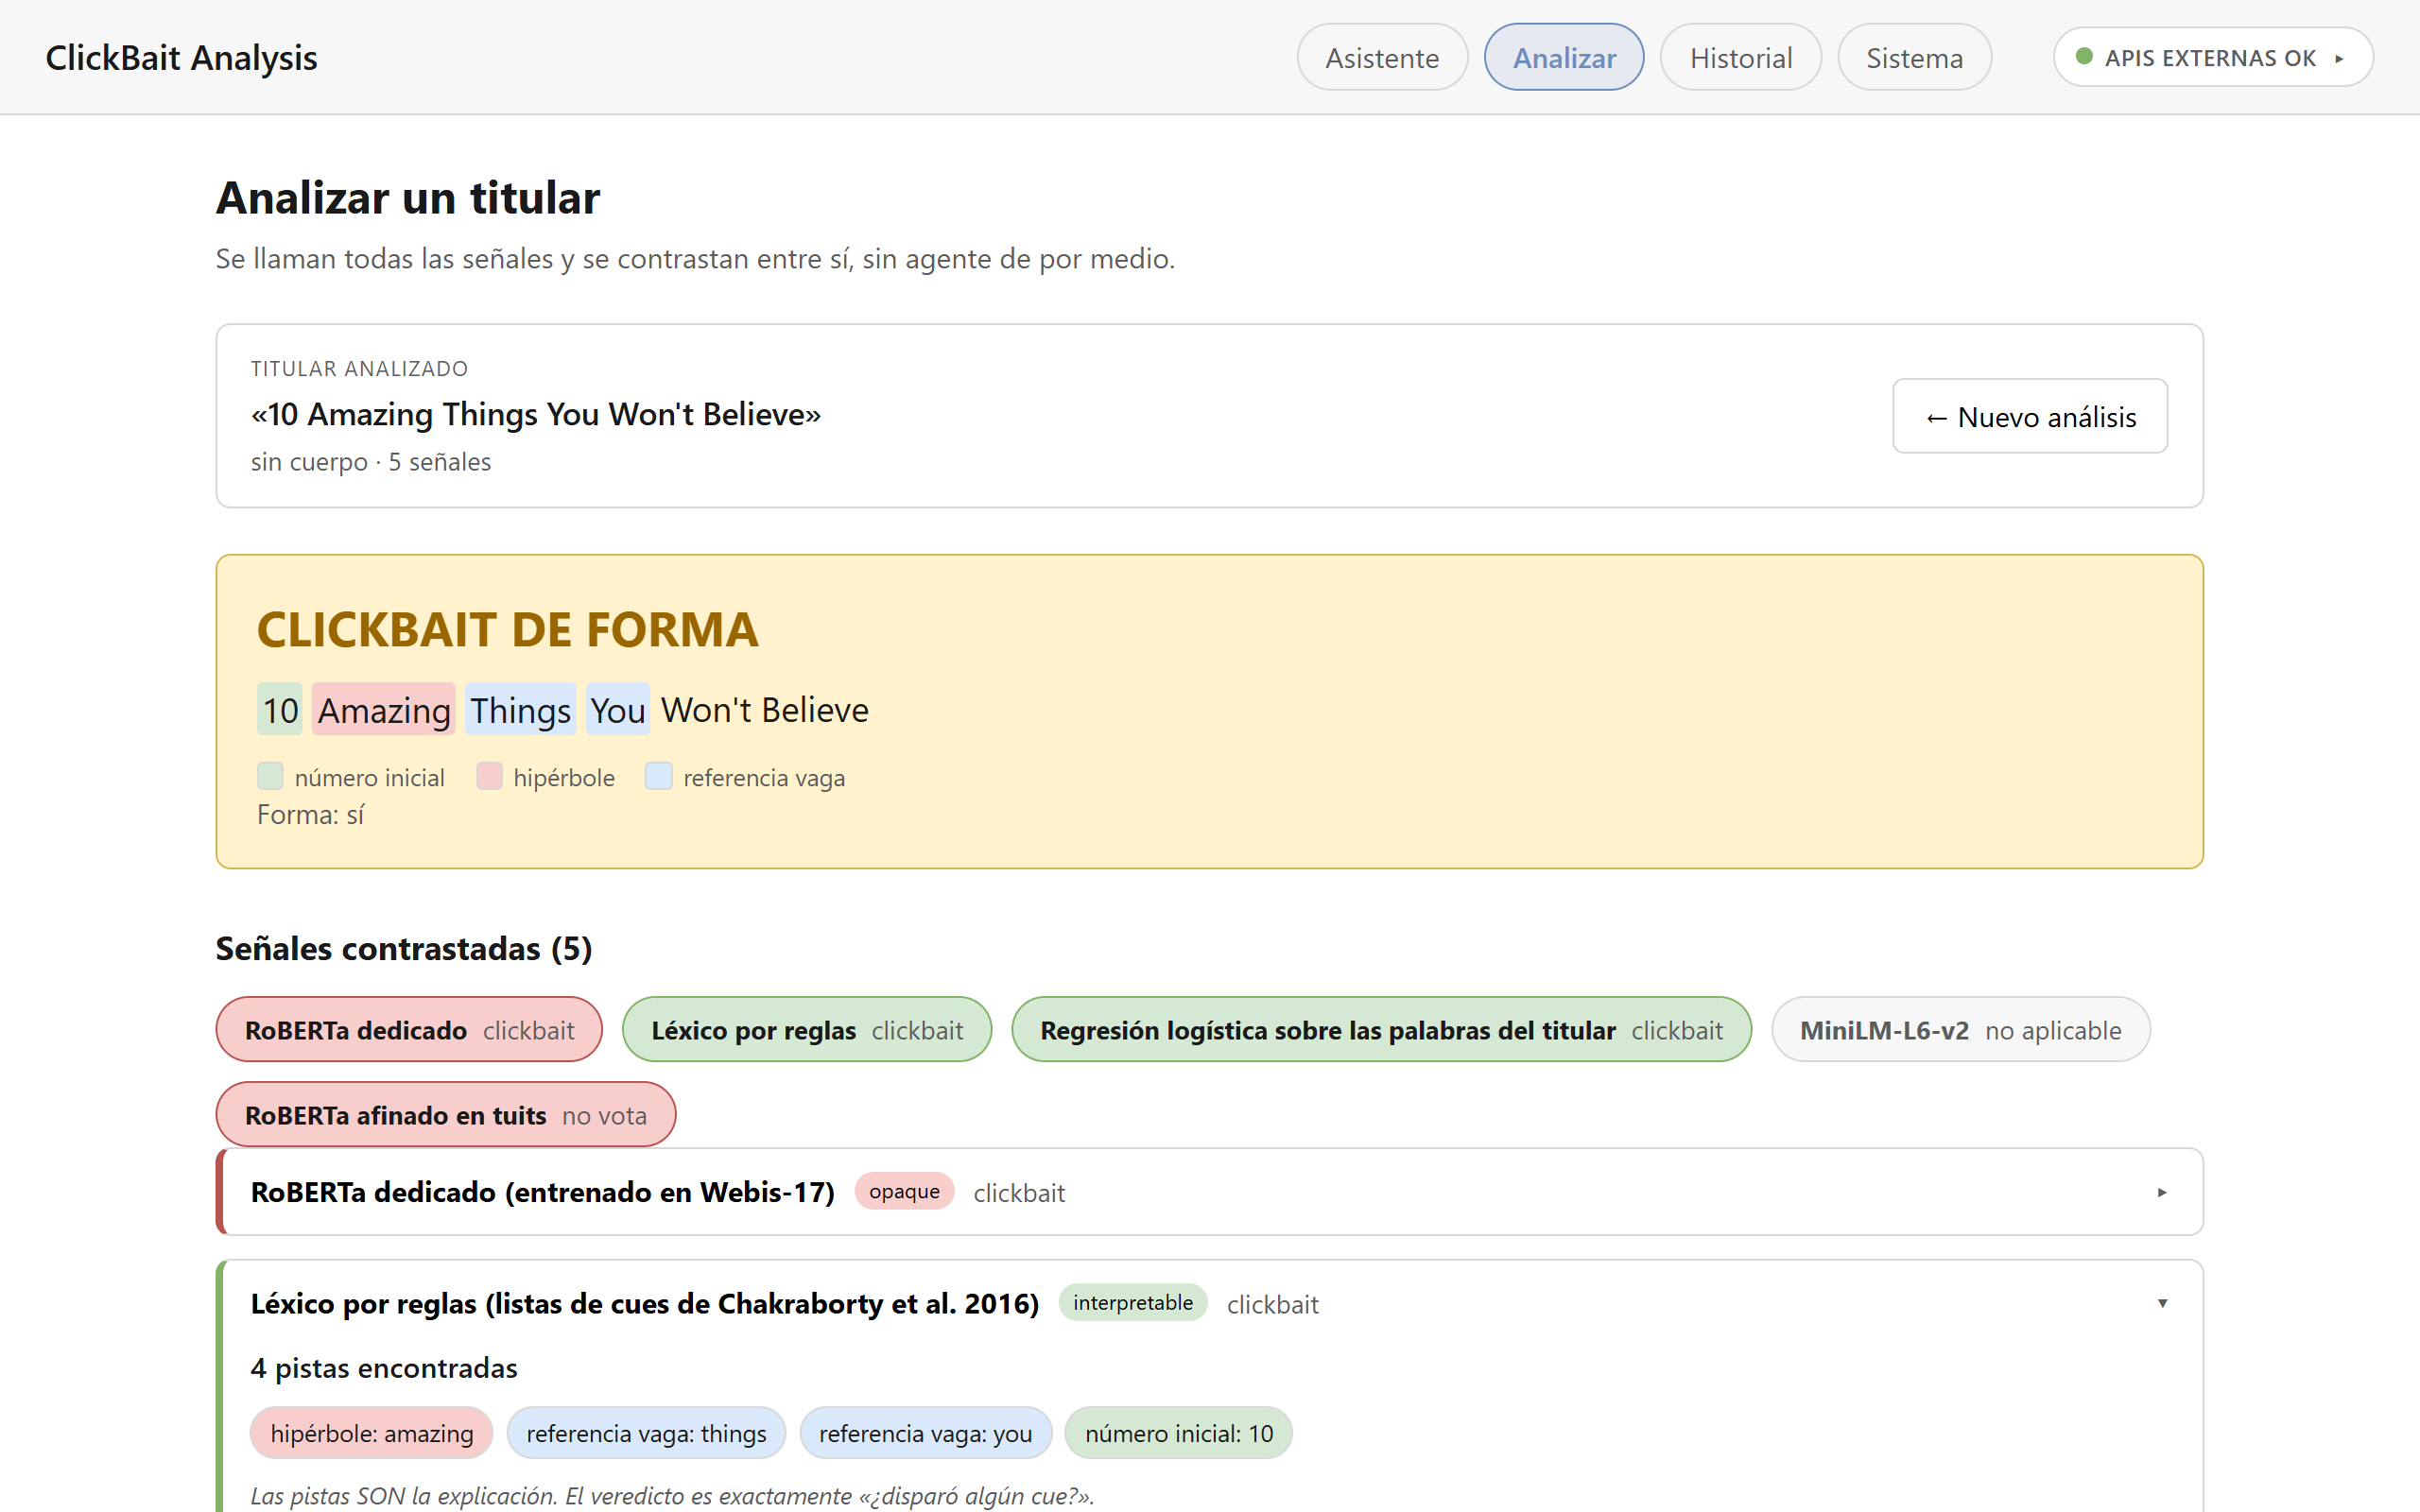 ClickBait Analysis
Asistente Analizar Historial Sistema APIS EXTERNAS OK ▸
Analizar un titular
Se llaman todas las señales y se contrastan entre sí, sin agente de por medio.
TITULAR ANALIZADO
«10 Amazing Things You Won't Believe»
sin cuerpo · 5 señales
← Nuevo análisis
CLICKBAIT DE FORMA
10 Amazing Things You Won't Believe
número inicial hipérbole referencia vaga
Forma: sí
Señales contrastadas (5)
RoBERTa dedicado clickbait Léxico por reglas clickbait Regresión logística sobre las palabras del titular clickbait MiniLM-L6-v2 no aplicable
RoBERTa afinado en tuits no vota
RoBERTa dedicado (entrenado en Webis-17) opaque clickbait ▸
Léxico por reglas (listas de cues de Chakraborty et al. 2016) interpretable clickbait ▾
4 pistas encontradas
hipérbole: amazing referencia vaga: things referencia vaga: you número inicial: 10
Las pistas SON la explicación. El veredicto es exactamente «¿disparó algún cue?».